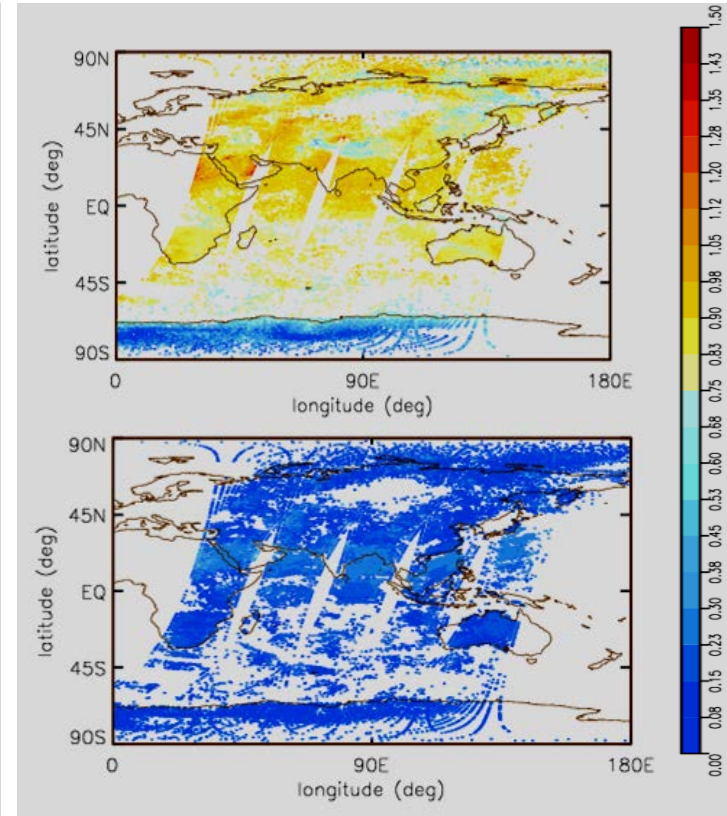 90N
45N
EQ
45S
90S
latitude (deg)
0
90E
180E
longitude (deg)
90N
45N
EQ
45S
90S
latitude (deg)
0
90E
180E
longitude (deg)
1.50
1.43
1.35
1.28
1.20
1.12
1.05
0.98
0.90
0.83
0.75
0.68
0.60
0.53
0.45
0.38
0.30
0.23
0.15
0.08
0.00